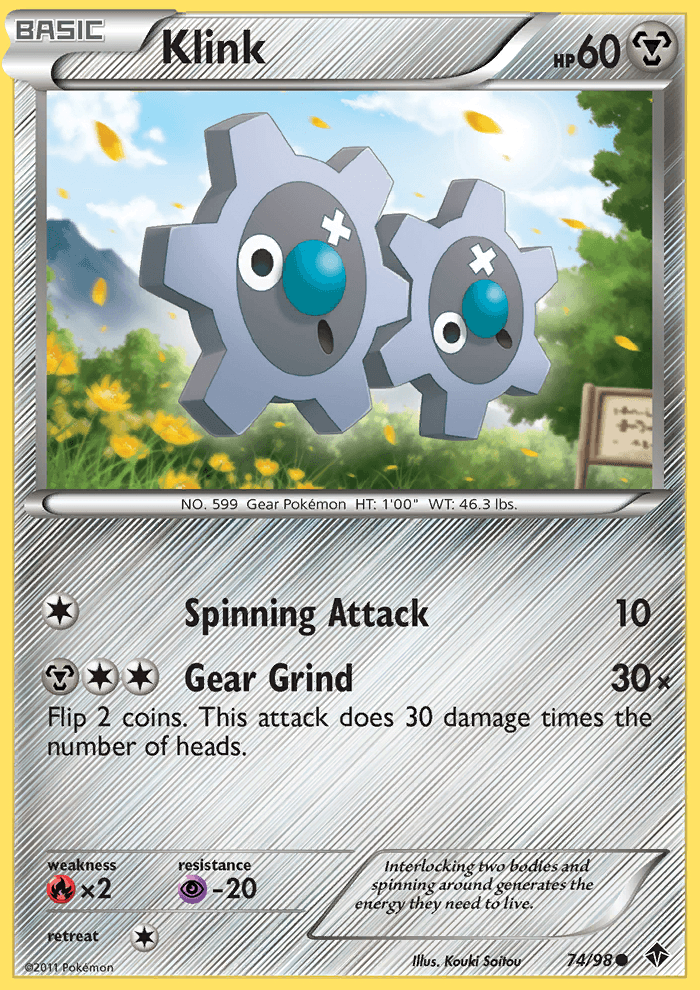 BASIC
Klink
HP60
NO. 599 Gear Pokémon HT: 1'00" WT: 46.3 lbs.
Spinning Attack 10
Gear Grind 30×
Flip 2 coins. This attack does 30 damage times the
number of heads.
weakness resistance
×2 -20
Interlocking two bodies and
spinning around generates the
energy they need to live.
retreat
©2011 Pokémon
Illus. Kouki Saitou
74/98